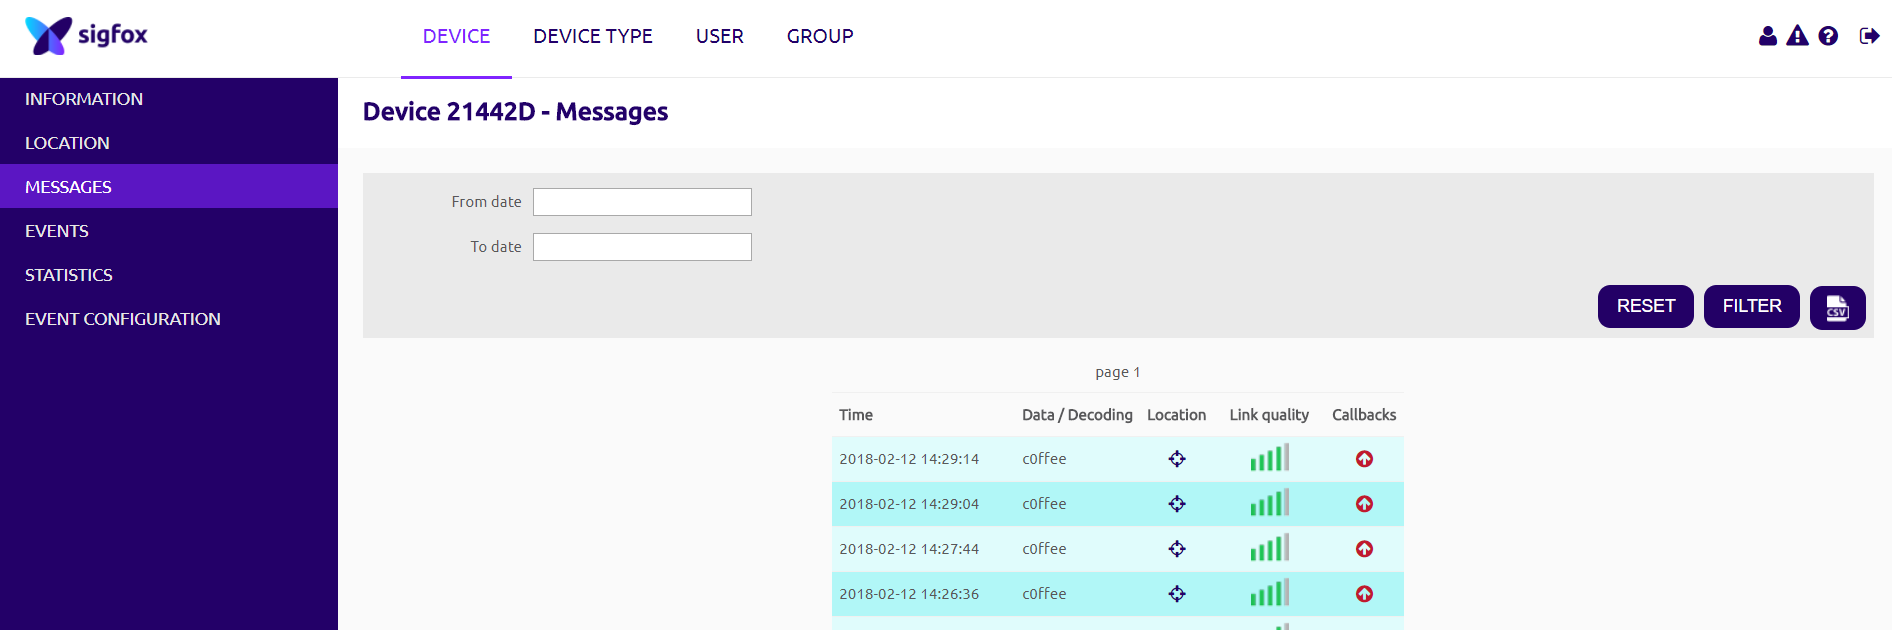 sigfox
DEVICE DEVICE TYPE USER GROUP
INFORMATION
LOCATION
MESSAGES
EVENTS
STATISTICS
EVENT CONFIGURATION
Device 21442D - Messages
From date
To date
RESET FILTER CSV
page 1
Time Data / Decoding Location Link quality Callbacks
2018-02-12 14:29:14 c0ffee
2018-02-12 14:29:04 c0ffee
2018-02-12 14:27:44 c0ffee
2018-02-12 14:26:36 c0ffee